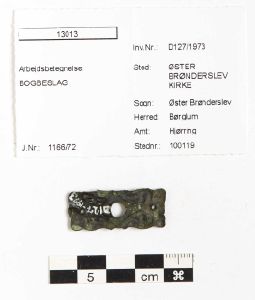 13013
Inv.Nr.: D127/1973
Arbejdsbetegnelse
BOGBESLAG
Sted: ØSTER
BRØNDERSLEV
KIRKE
Sogn: Øster Brønderslev
Herred: Børglum
Amt: Hjørring
J.Nr.: 1166/72
Stednr.: 100119
5 cm